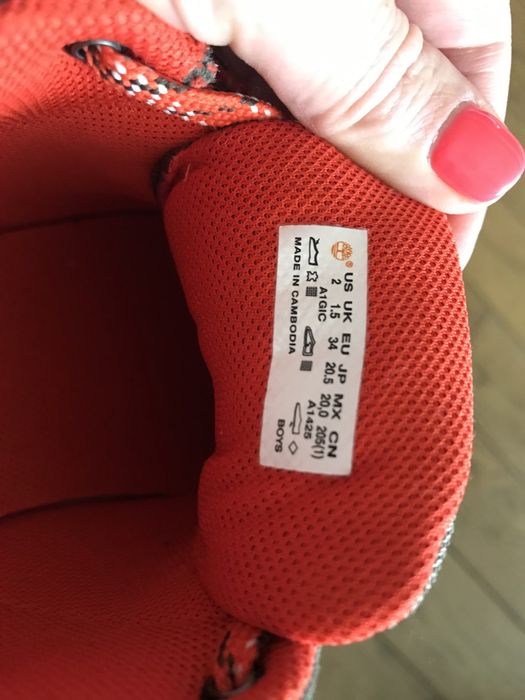 US UK EU JP MX CN
2 1.5 34 20.5 20,0 205(1)
A1GIC A1425
MADE IN CAMBODIA BOYS